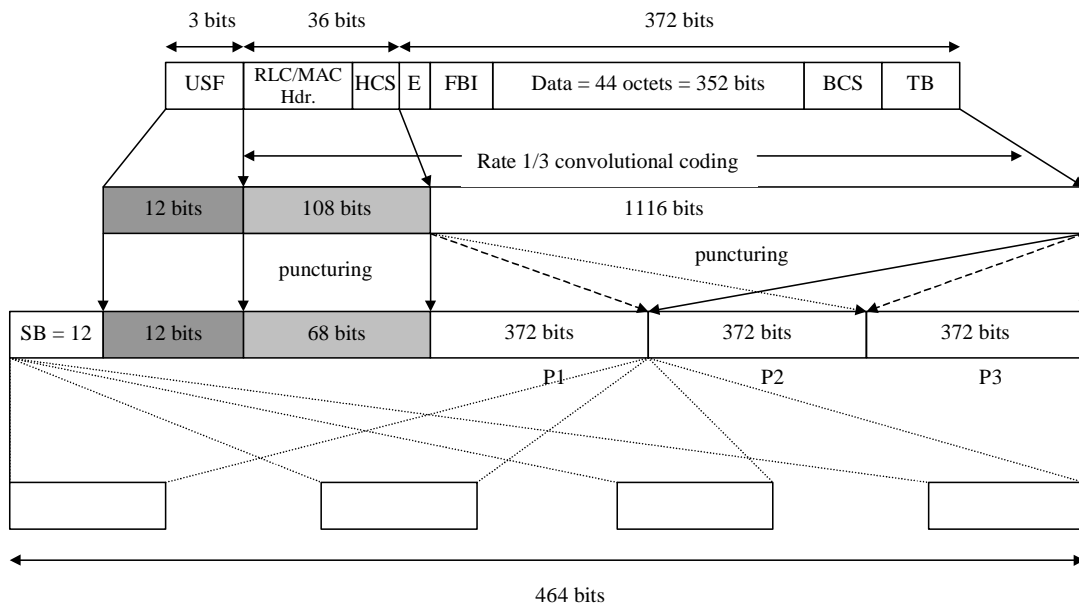 3 bits 36 bits 372 bits
USF RLC/MAC Hdr. HCS E FBI Data = 44 octets = 352 bits BCS TB
Rate 1/3 convolutional coding
12 bits 108 bits 1116 bits
puncturing puncturing
SB = 12 12 bits 68 bits 372 bits 372 bits 372 bits
P1 P2 P3
464 bits